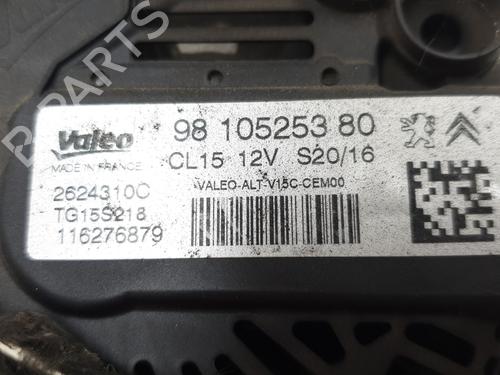 B-PARTS
Valeo
98 105253 80
MADE IN FRANCE
CL15 12V S20/16
2624310C
VALEO-ALT-V15C-CEM00
TG15S218
116276879